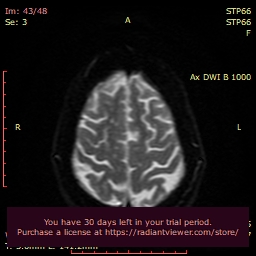 Im: 43/48
Se: 3
A
STP66
STP66
F
Ax DWI B 1000
R
L
You have 30 days left in your trial period.
Purchase a license at https://radiantviewer.com/store/